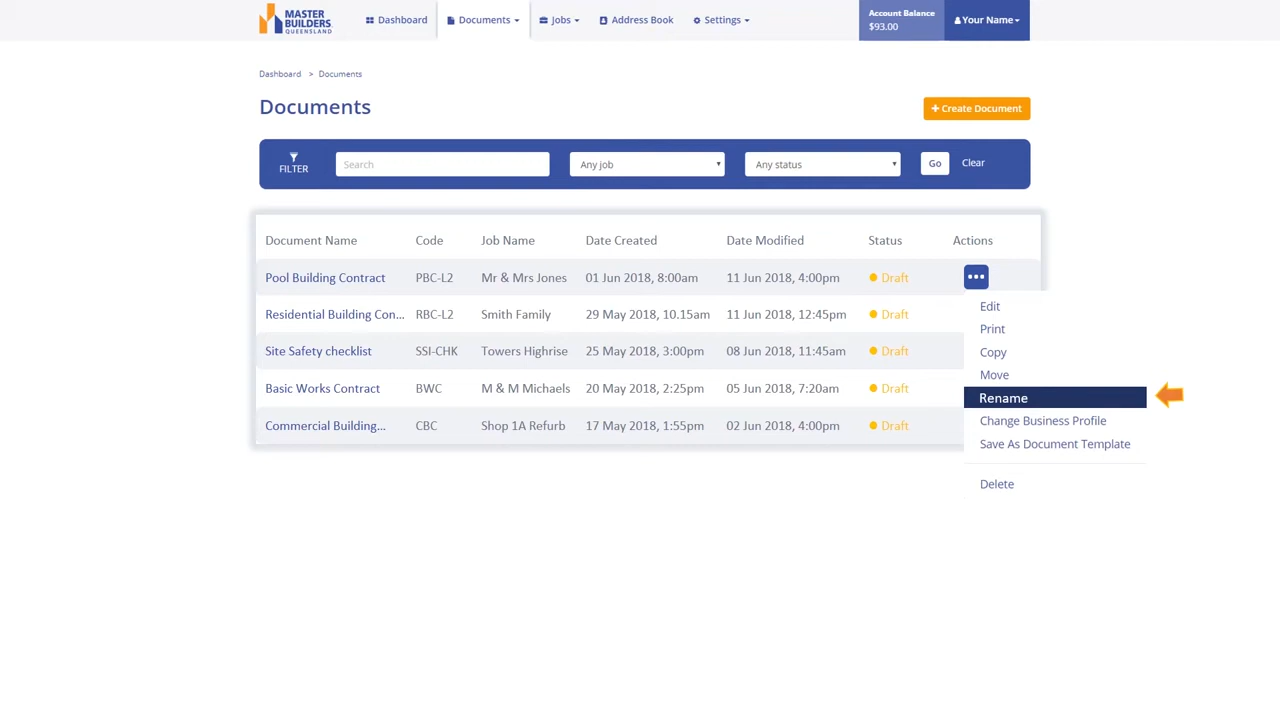 MASTER BUILDERS QUEENSLAND
Dashboard Documents Jobs Address Book Settings
Account Balance
$93.00
Your Name
Dashboard > Documents
Documents
Create Document
FILTER Search Any job Any status Go Clear
Document Name Code Job Name Date Created Date Modified Status Actions
Pool Building Contract PBC-L2 Mr & Mrs Jones 01 Jun 2018, 8:00am 11 Jun 2018, 4:00pm Draft
Residential Building Con... RBC-L2 Smith Family 29 May 2018, 10.15am 11 Jun 2018, 12:45pm Draft
Site Safety checklist SSI-CHK Towers Highrise 25 May 2018, 3:00pm 08 Jun 2018, 11:45am Draft
Basic Works Contract BWC M & M Michaels 20 May 2018, 2:25pm 05 Jun 2018, 7:20am Draft
Commercial Building... CBC Shop 1A Refurb 17 May 2018, 1:55pm 02 Jun 2018, 4:00pm Draft
Edit
Print
Copy
Move
Rename
Change Business Profile
Save As Document Template
Delete